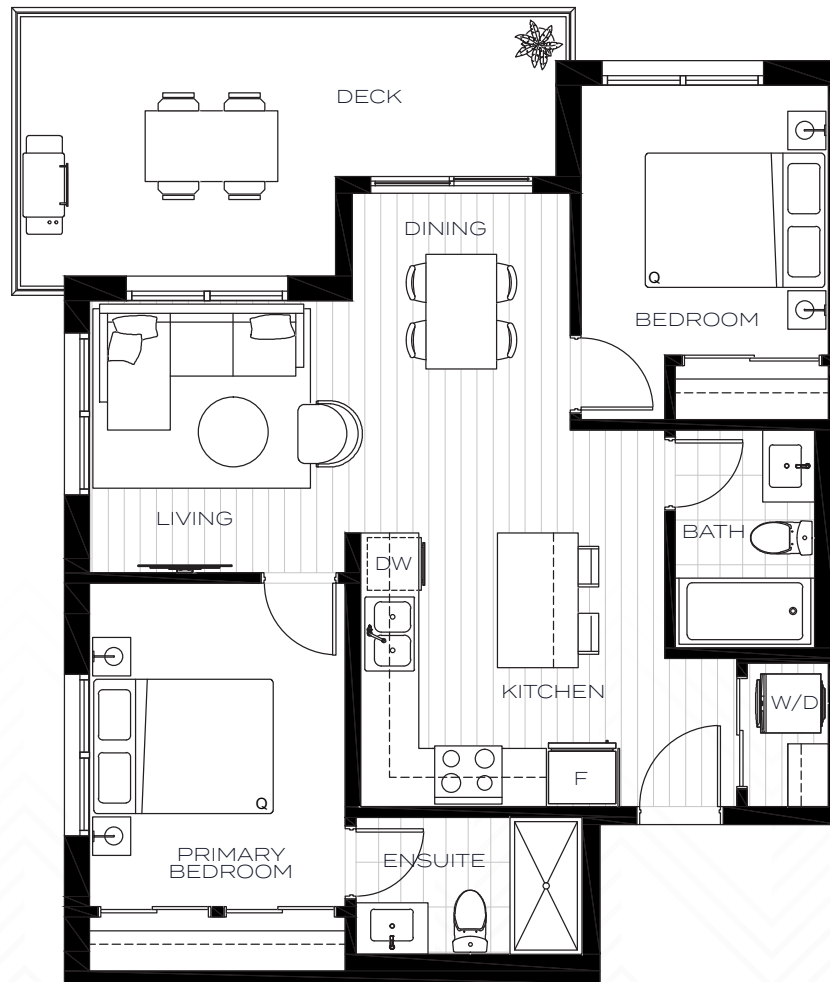 DECK
DINING
Q
BEDROOM
LIVING
BATH
DW
KITCHEN
W/D
F
Q
PRIMARY
BEDROOM
ENSUITE